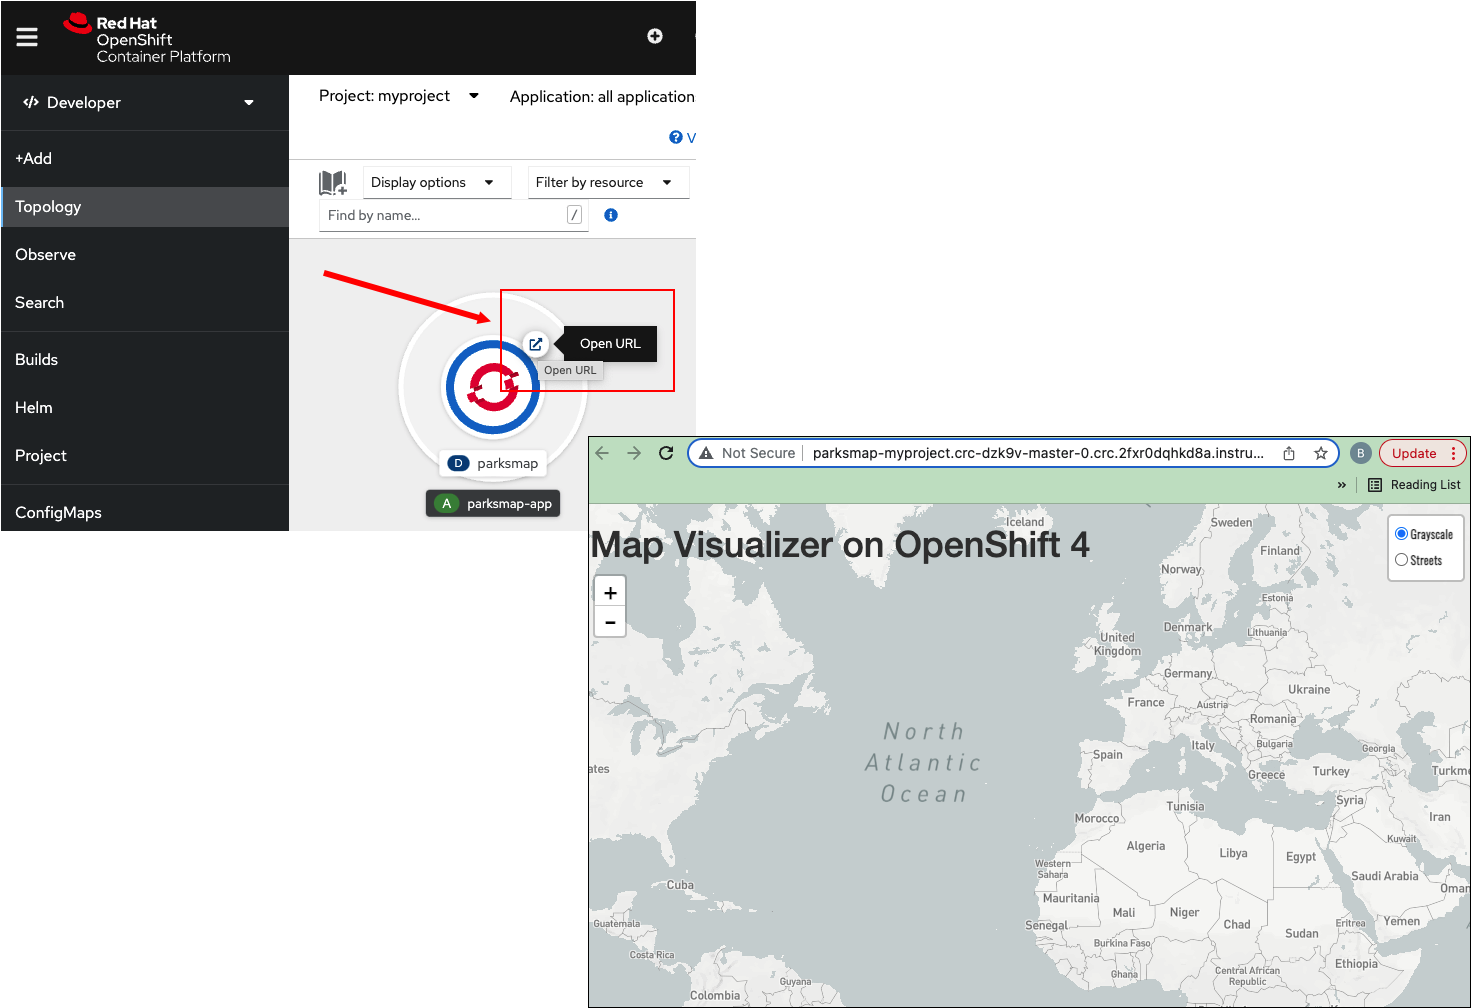 Red Hat
OpenShift
Container Platform
Developer
+Add
Topology
Observe
Search
Builds
Helm
Project
ConfigMaps
Project: myproject
Application: all application
V
Display options
Filter by resource
Find by name...
/
Open URL
Open URL
D parksmap
A parksmap-app
Not Secure
parksmap-myproject.crc-dzk9v-master-0.crc.2fxr0dqhkd8a.instru...
B
Update
»
Reading List
Map Visualizer on OpenShift 4
+
−
Grayscale
Streets
Iceland
Sweden
Finland
Norway
Estonia
Denmark
Lithuania
United
Kingdom
Germany
Ukraine
France
Austria
Romania
Italy
Bulgaria
Georgia
Spain
Greece
Turkey
Turkme
North
Atlantic
Ocean
ates
Tunisia
Syria
Morocco
Iran
Algeria
Libya
Egypt
Kuwait
Western
Sahara
Saudi Arabia
Cuba
Oman
Mauritania
Mali
Niger
Chad
Sudan
Eritrea
Yemen
Senegal
Guatemala
Burkina Faso
Costa Rica
Ghana
Central African
Republic
Ethiopia
Guyana
Colombia